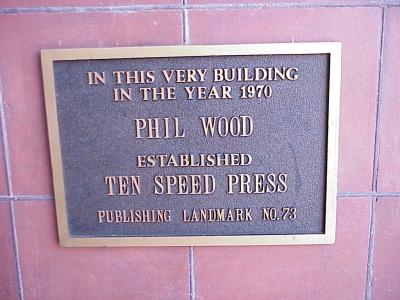 IN THIS VERY BUILDING
IN THE YEAR 1970
PHIL WOOD
ESTABLISHED
TEN SPEED PRESS
PUBLISHING LANDMARK NO. 73